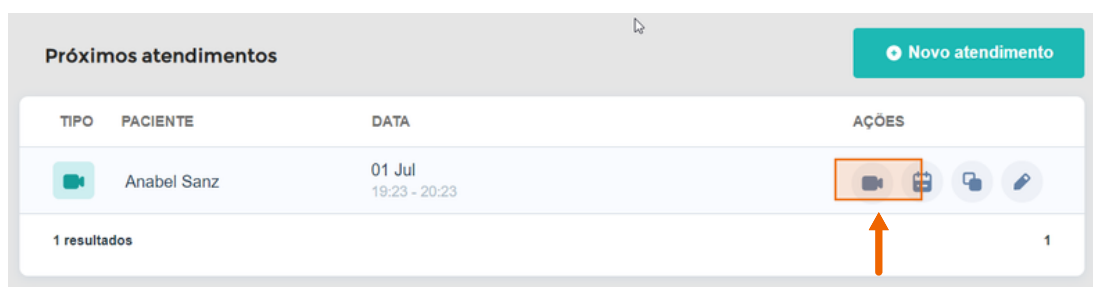 Próximos atendimentos
Novo atendimento
TIPO PACIENTE DATA AÇÕES
Anabel Sanz 01 Jul
19:23 - 20:23
1 resultados 1